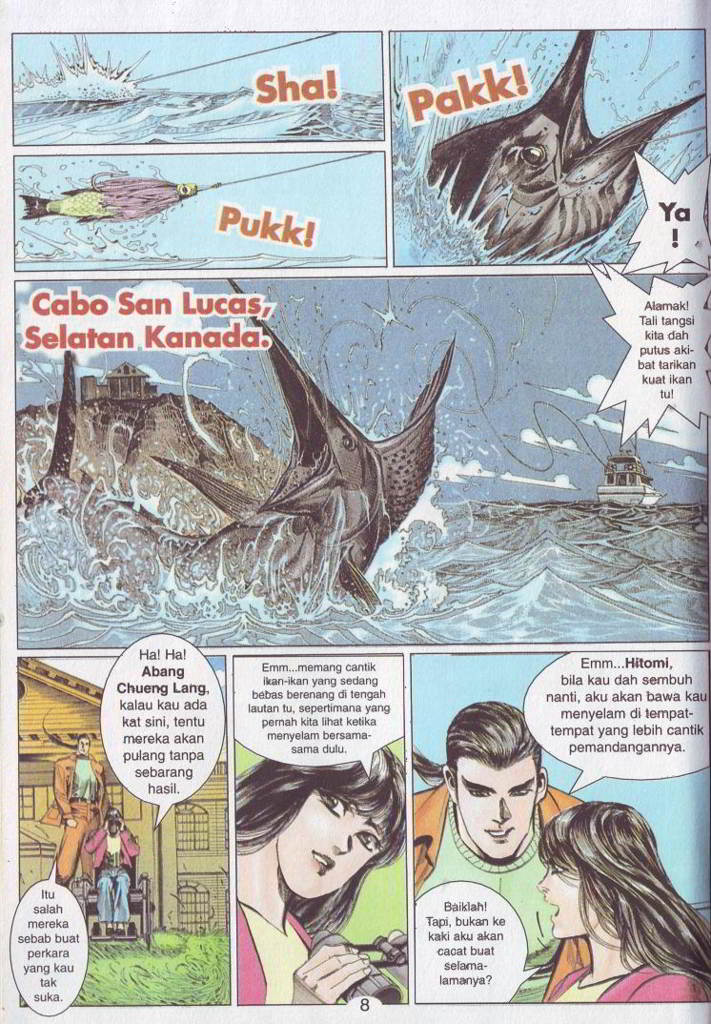 Sha!
Pakk!
Ya
!
Pukk!
Cabo San Lucas,
Selatan Kanada.
Alamak!
Tali tangsi
kita dah
putus aki-
bat tarikan
kuat ikan
tu!
Ha! Ha!
Abang
Chueng Lang,
kalau kau ada
kat sini, tentu
mereka akan
pulang tanpa
sebarang
hasil.
Itu
salah
mereka
sebab buat
perkara
yang kau
tak
suka.
Emm...memang cantik
ikan-ikan yang sedang
bebas berenang di tengah
lautan tu, sepertimana yang
pernah kita lihat ketika
menyelam bersama-
sama dulu.
Emm...Hitomi,
bila kau dah sembuh
nanti, aku akan bawa kau
menyelam di tempat-
tempat yang lebih cantik
pemandangannya.
Baiklah!
Tapi, bukan ke
kaki aku akan
cacat buat
selama-
lamanya?
8